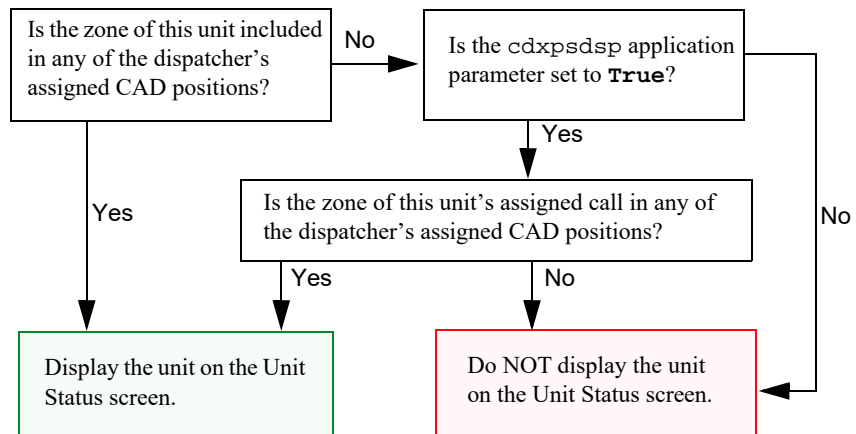 Is the zone of this unit included
in any of the dispatcher’s
assigned CAD positions?
No
Is the cdxpsdsp application
parameter set to True?
Yes
Yes
No
Is the zone of this unit’s assigned call in any of
the dispatcher’s assigned CAD positions?
Yes
No
Display the unit on the Unit
Status screen.
Do NOT display the unit
on the Unit Status screen.